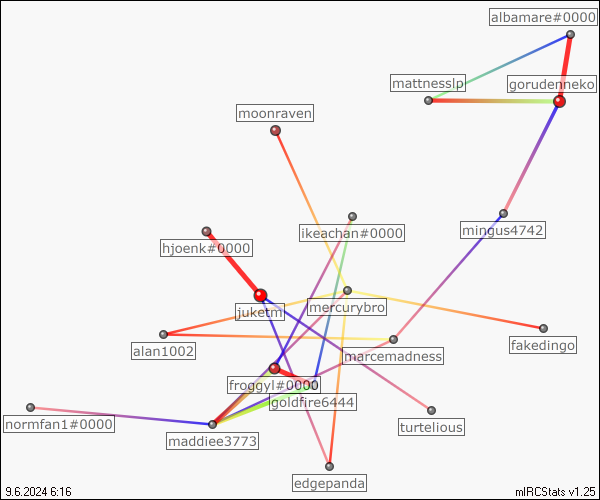 albamare#0000
mattnesslp
gorudenneko
moonraven
ikeachan#0000
mingus4742
hjoenk#0000
juketm
mercurybro
alan1002
marcemadness
fakedingo
froggyl#0000
goldfire6444
normfan1#0000
maddiee3773
turtelious
edgepanda
9.6.2024 6:16
mIRCStats v1.25